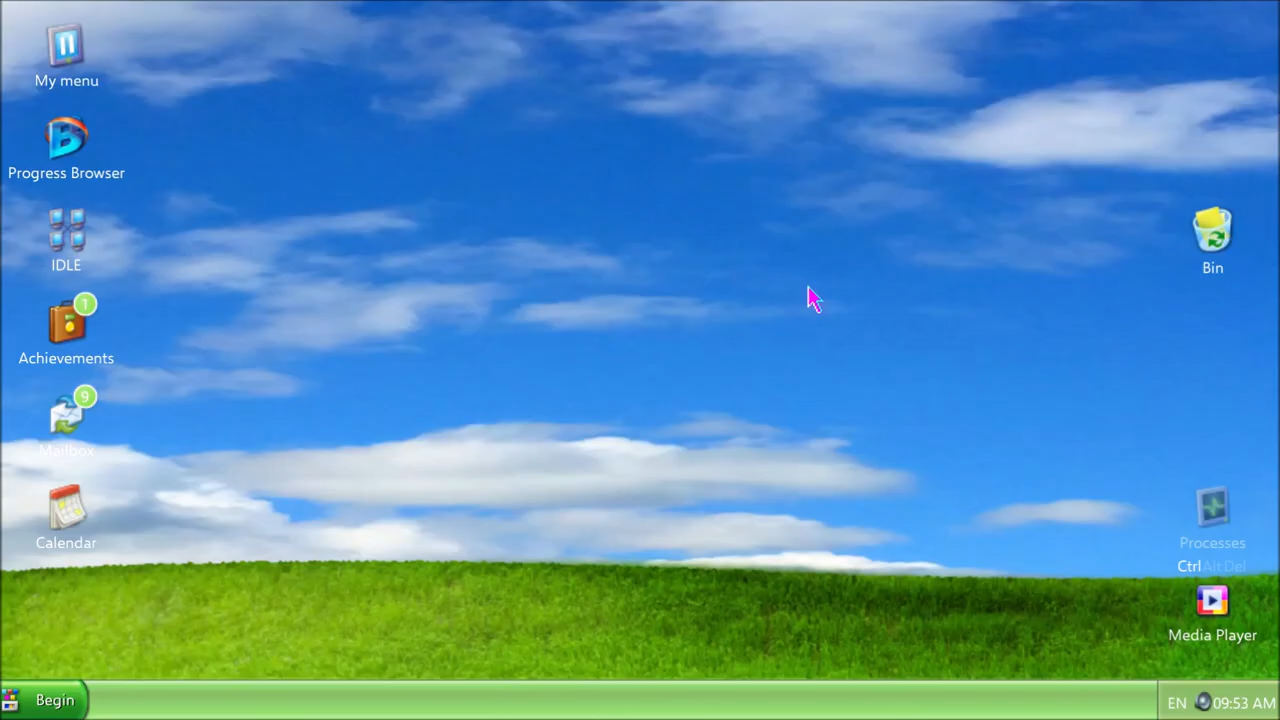 My menu
Progress Browser
IDLE
1
Achievements
9
Mailbox
Calendar
Bin
Processes
Ctrl Alt Del
Media Player
Begin
EN 09:53 AM